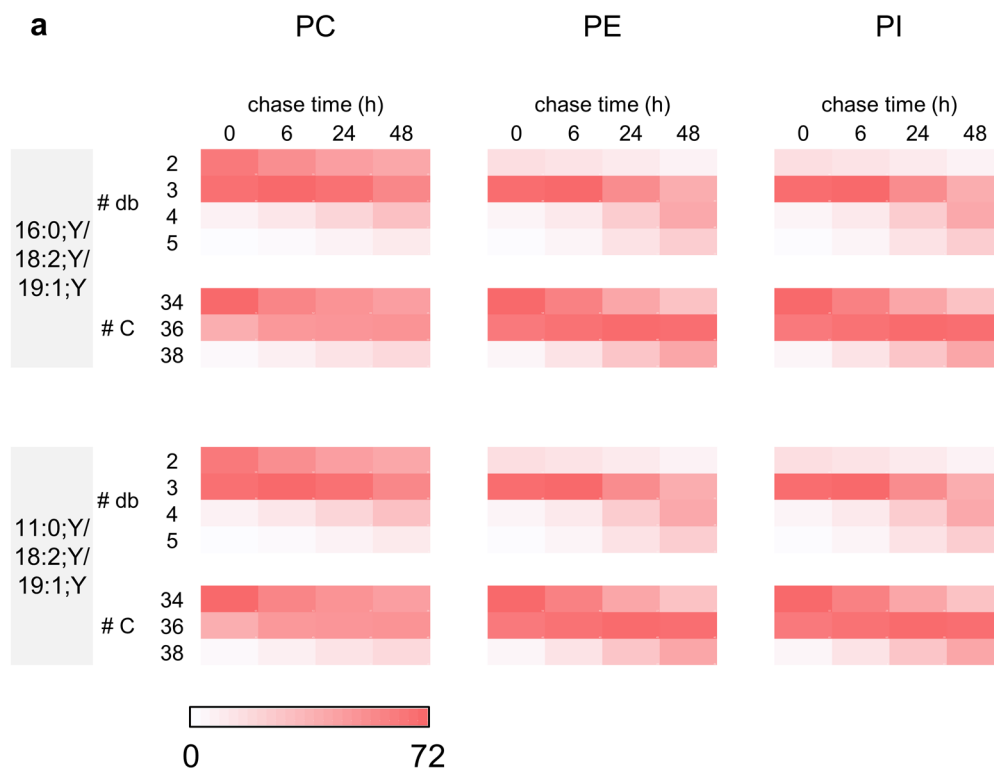 a
PC PE PI
chase time (h) chase time (h) chase time (h)
0 6 24 48 0 6 24 48 0 6 24 48
16:0;Y/
18:2;Y/
19:1;Y
# db
2
3
4
5
# C
34
36
38
11:0;Y/
18:2;Y/
19:1;Y
# db
2
3
4
5
# C
34
36
38
0 72